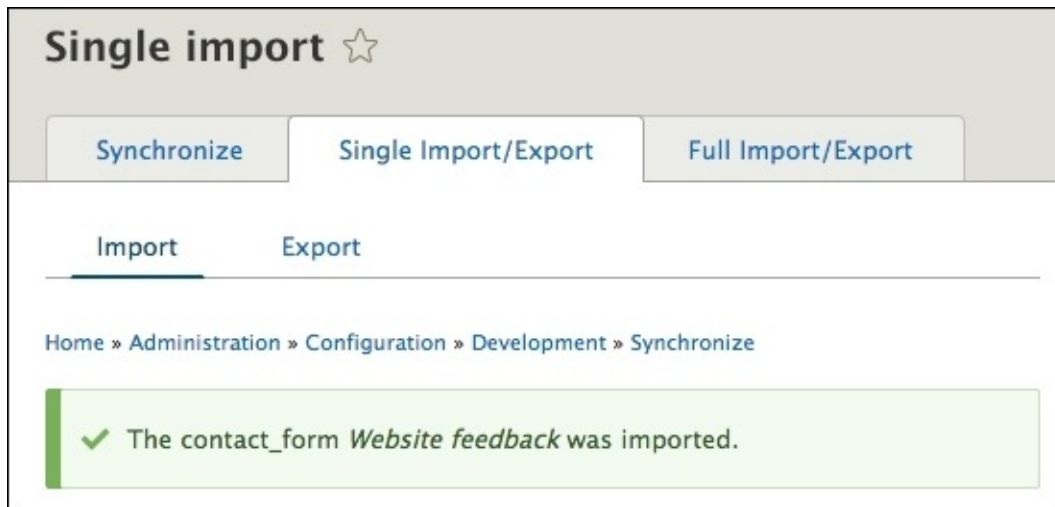 Single import
Synchronize Single Import/Export Full Import/Export
Import Export
Home » Administration » Configuration » Development » Synchronize
The contact_form Website feedback was imported.